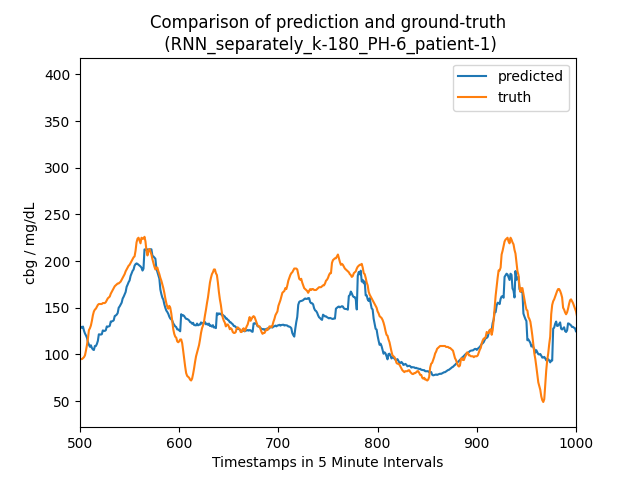 Comparison of prediction and ground-truth
(RNN_separately_k-180_PH-6_patient-1)
predicted
truth
cbg / mg/dL
400
350
300
250
200
150
100
50
500 600 700 800 900 1000
Timestamps in 5 Minute Intervals